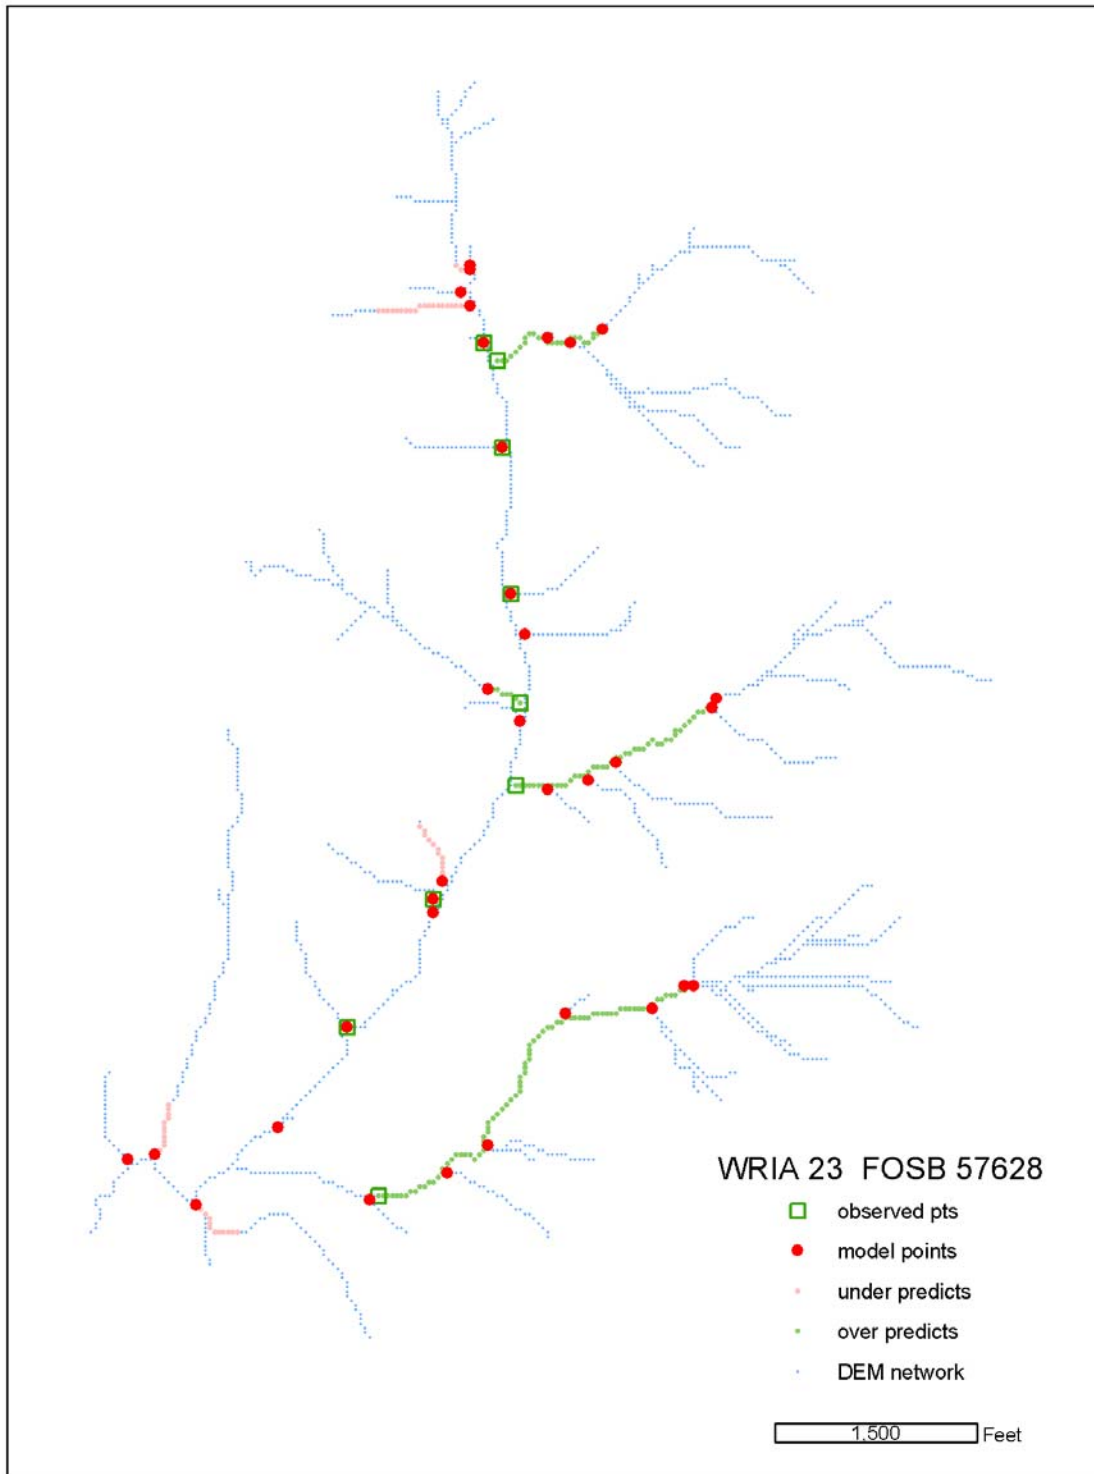 WRIA 23 FOSB 57628
observed pts
model points
under predicts
over predicts
DEM network
1.500 Feet